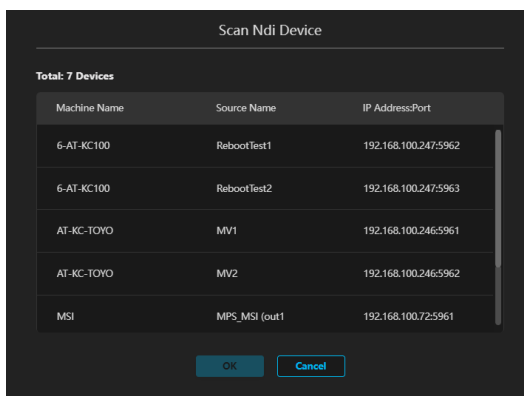 Scan Ndi Device
Total: 7 Devices
Machine Name Source Name IP Address:Port
6-AT-KC100 RebootTest1 192.168.100.247:5962
6-AT-KC100 RebootTest2 192.168.100.247:5963
AT-KC-TOYO MV1 192.168.100.246:5961
AT-KC-TOYO MV2 192.168.100.246:5962
MSI MPS_MSI (out1 192.168.100.72:5961
OK Cancel